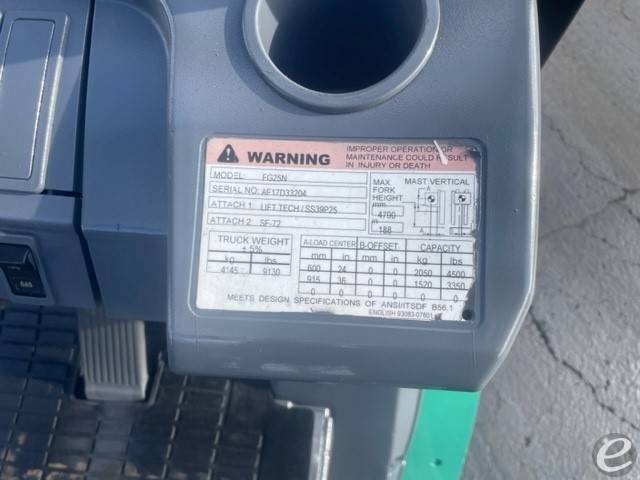 WARNING
IMPROPER OPERATION OR
MAINTENANCE COULD RESULT
IN INJURY OR DEATH
MODEL: FG25N
SERIAL NO: AF17D33204
ATTACH 1: LIFT TECH / SS39P25
ATTACH 2: SF-72
MAX FORK HEIGHT
MAST VERTICAL
mm
4790
in
188
TRUCK WEIGHT
± 5%
kg lbs
4145 9130
A-LOAD CENTER B-OFFSET CAPACITY
mm in mm in kg lbs
600 24 0 0 2050 4500
915 36 0 0 1520 3350
0 0 0 0 0 0
MEETS DESIGN SPECIFICATIONS OF ANSI/ITSDF B56.1
ENGLISH 93083-07801
GAS
e